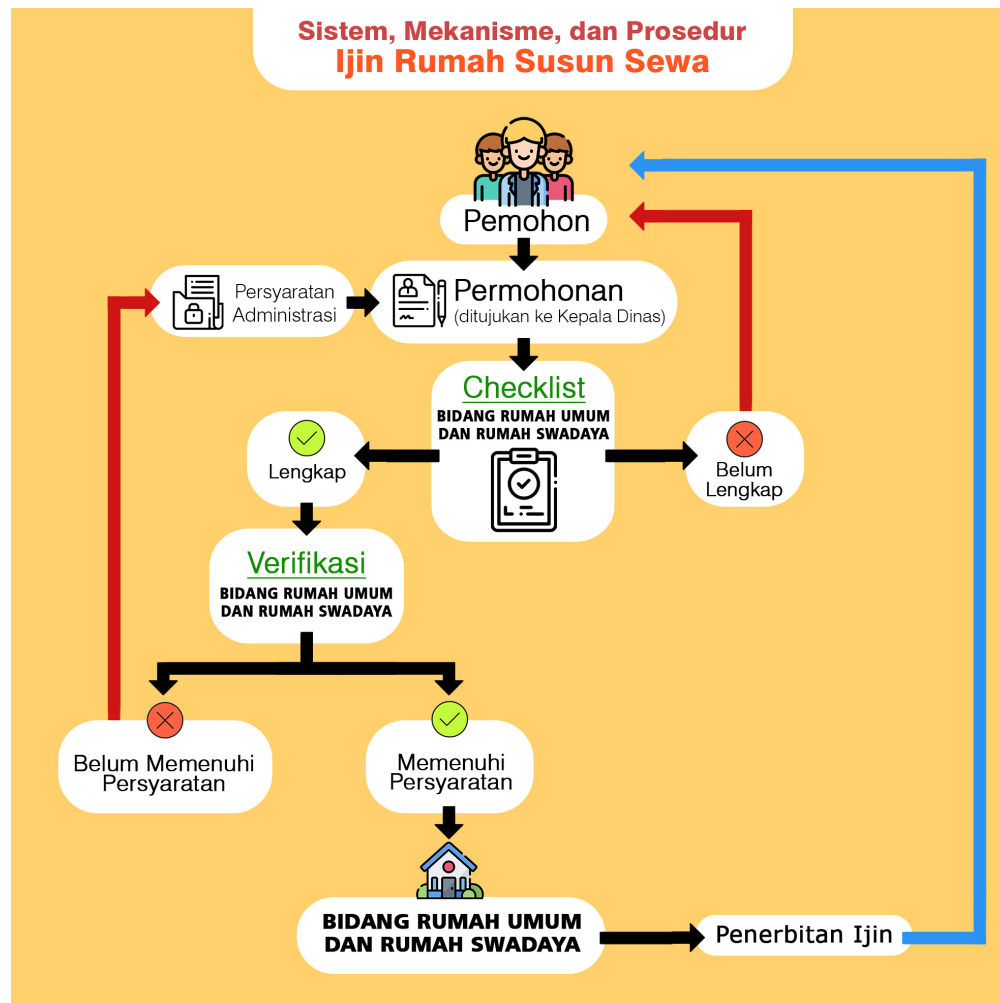 Sistem, Mekanisme, dan Prosedur
Ijin Rumah Susun Sewa
Pemohon
Persyaratan
Administrasi
Permohonan
(ditujukan ke Kepala Dinas)
Checklist
BIDANG RUMAH UMUM
DAN RUMAH SWADAYA
Lengkap
Belum
Lengkap
Verifikasi
BIDANG RUMAH UMUM
DAN RUMAH SWADAYA
Belum Memenuhi
Persyaratan
Memenuhi
Persyaratan
BIDANG RUMAH UMUM
DAN RUMAH SWADAYA
Penerbitan Ijin